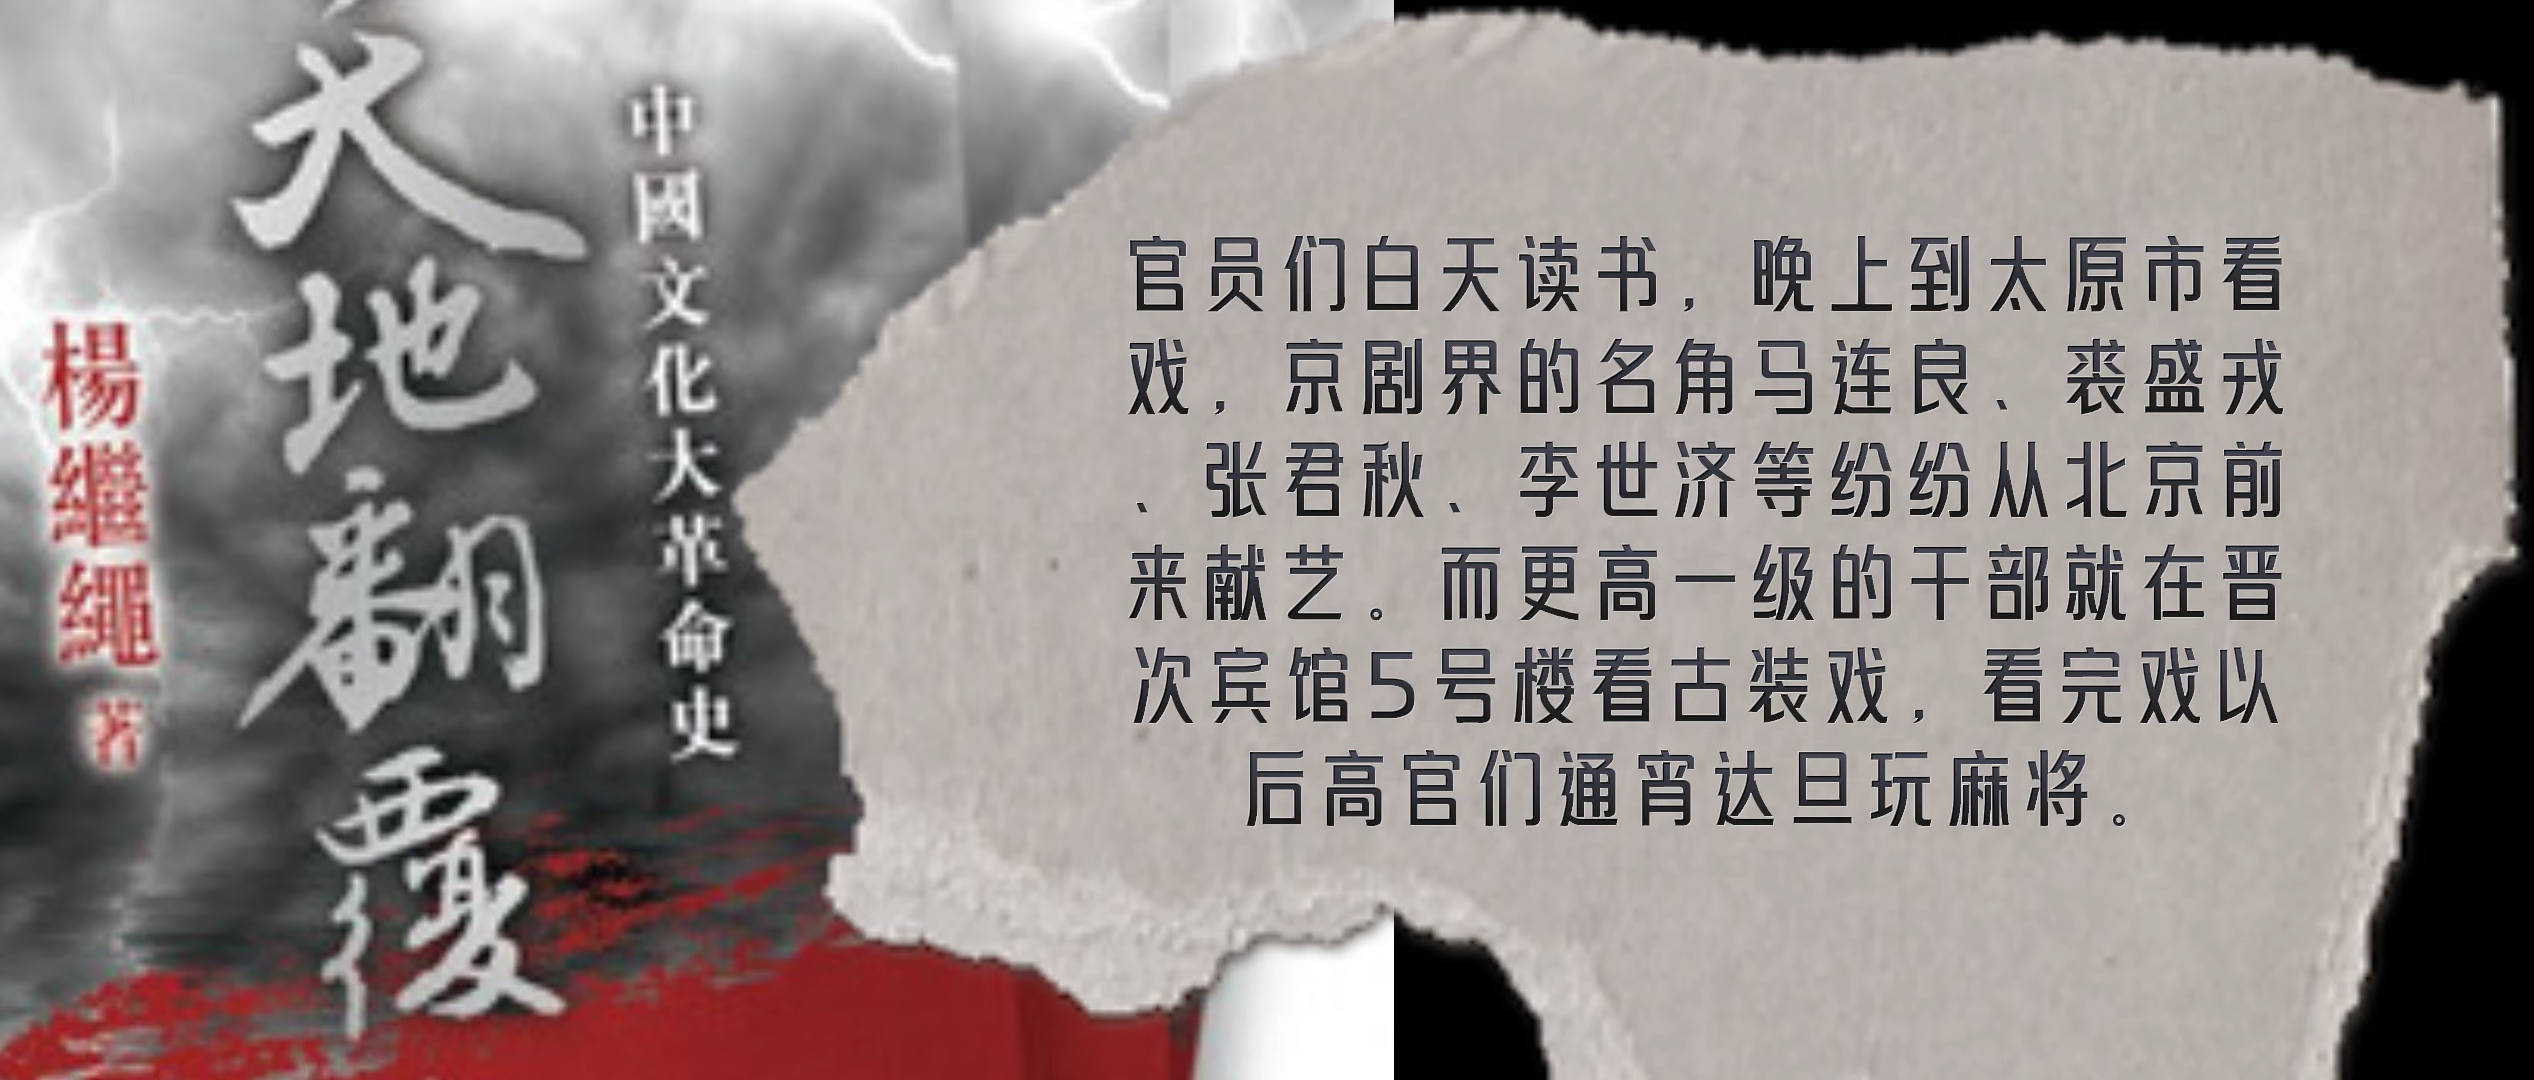 中國文化大革命史
天地翻覆
楊繼繩 著
官员们白天读书，晚上到太原市看
戏，京剧界的名角马连良、裘盛戎
、张君秋、李世济等纷纷从北京前
来献艺。而更高一级的干部就在晋
次宾馆5号楼看古装戏，看完戏以
后高官们通宵达旦玩麻将。